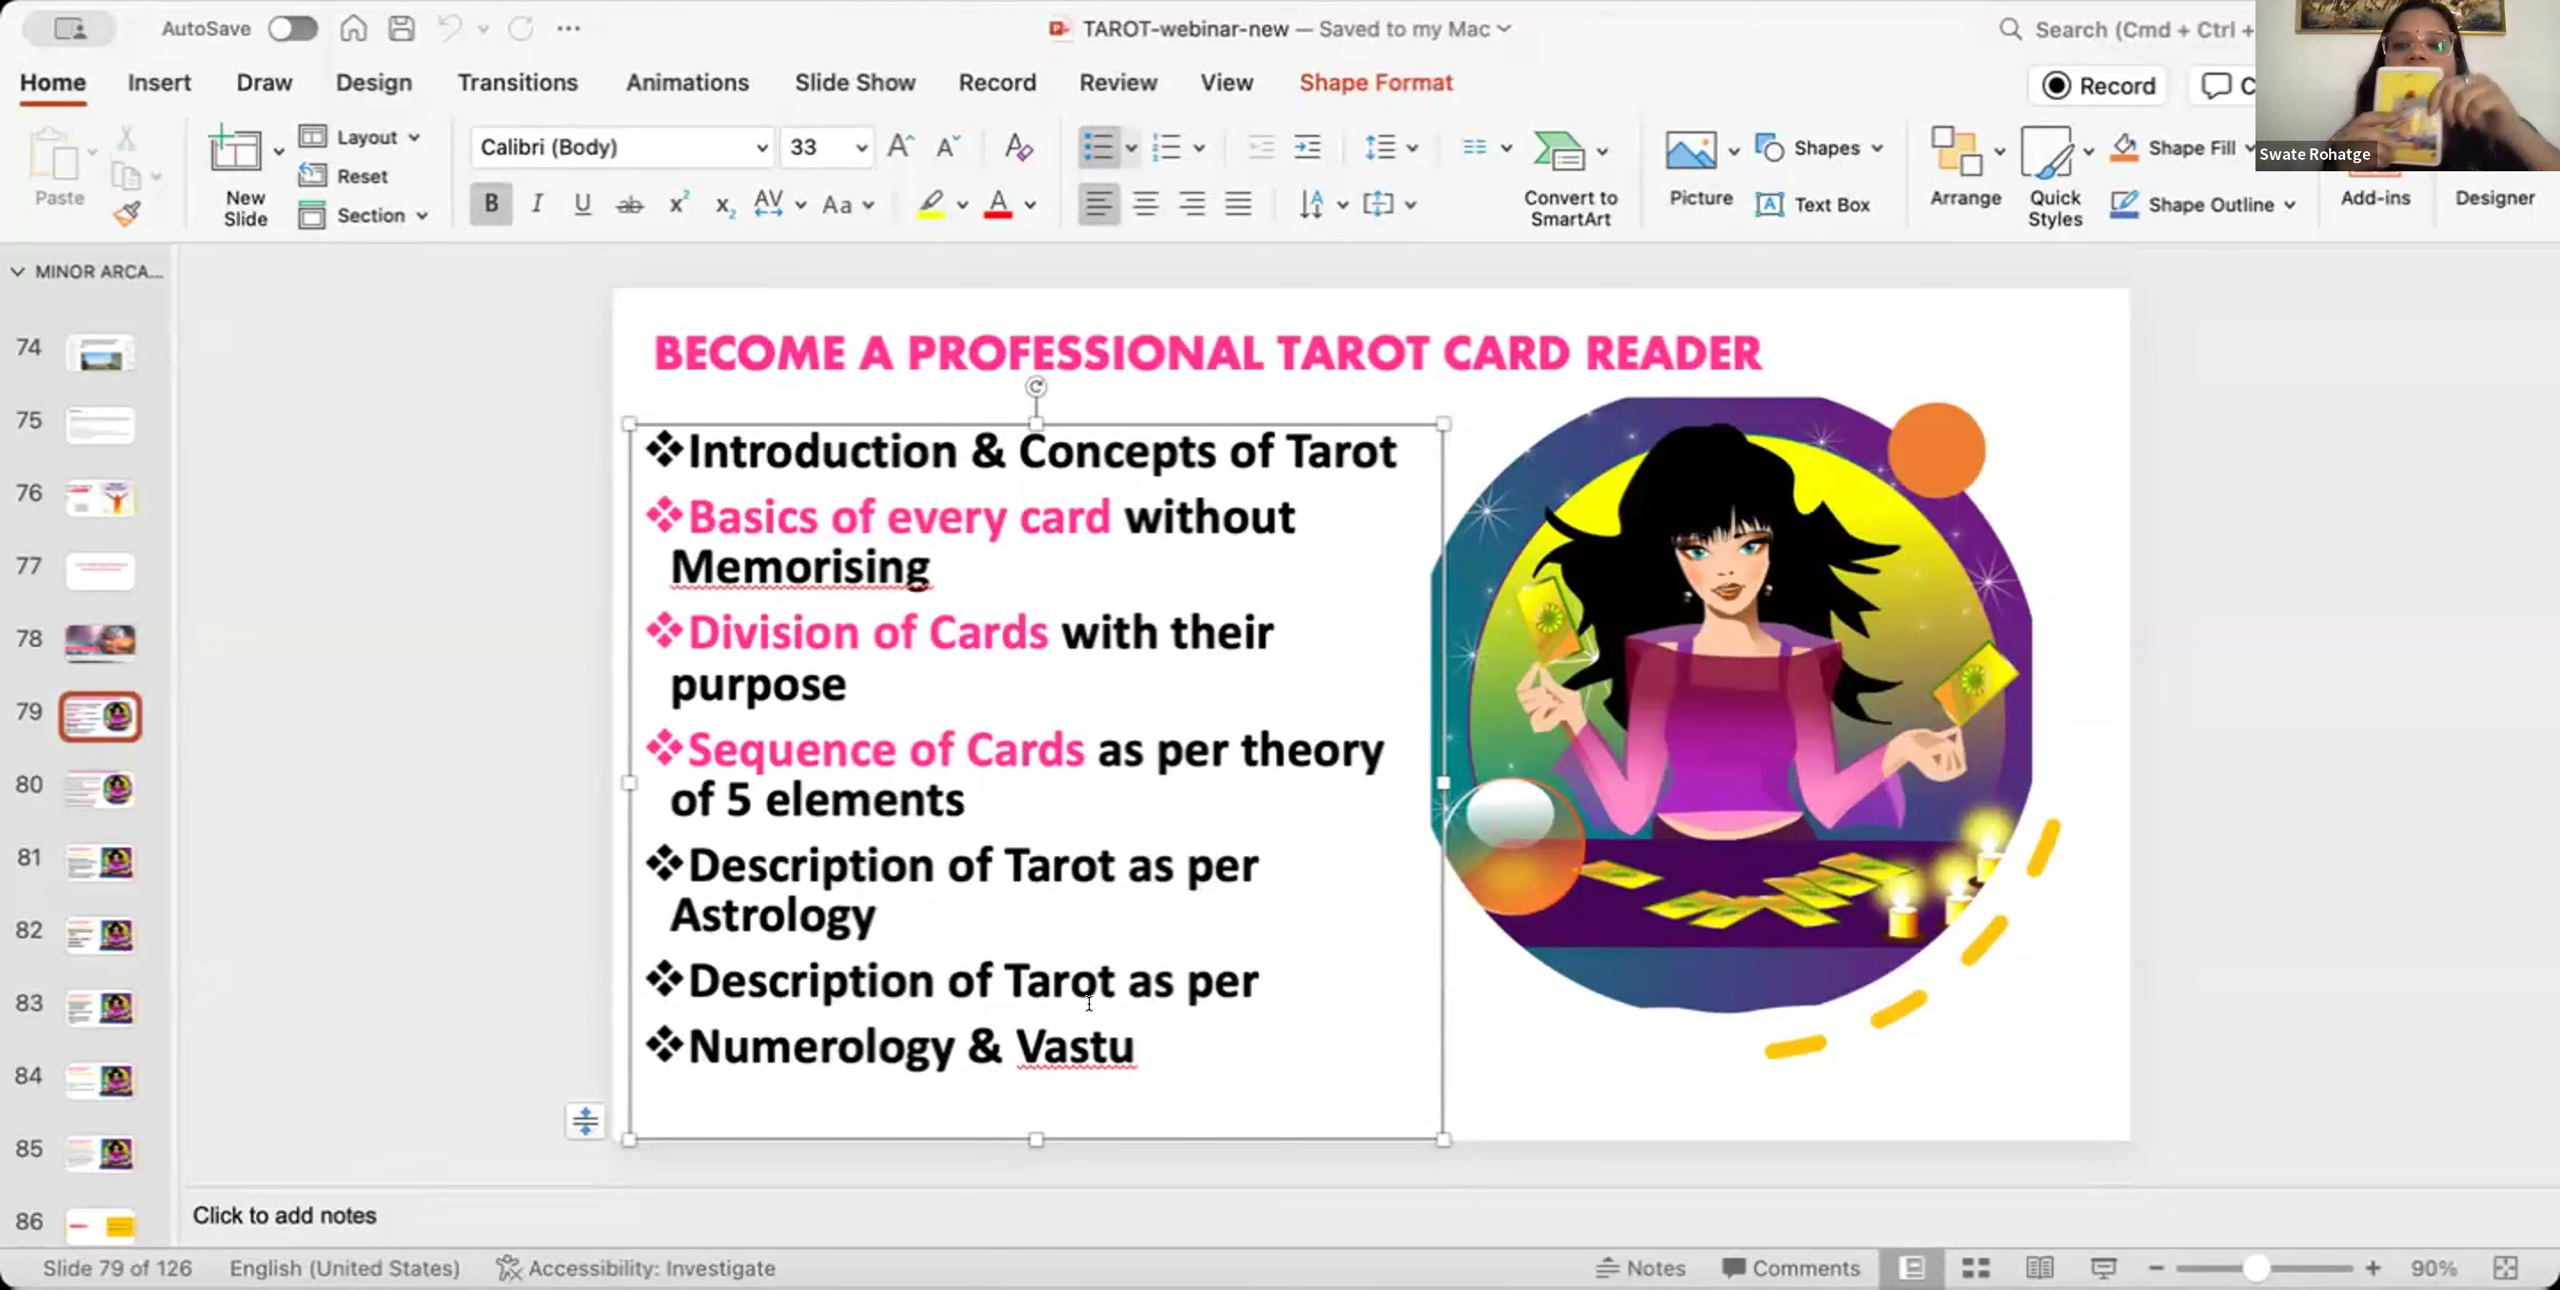 AutoSave
TAROT-webinar-new — Saved to my Mac
Search (Cmd + Ctrl +
Home Insert Draw Design Transitions Animations Slide Show Record Review View Shape Format
Record
C
Paste
New Slide
Layout
Reset
Section
Calibri (Body) 33
B I U ab x² x₂ AV Aa A
Convert to SmartArt
Picture
Shapes
Text Box
Arrange
Quick Styles
Shape Fill
Shape Outline
Add-ins
Designer
Swate Rohatge
MINOR ARCA...
74
75
76
77
78
79
80
81
82
83
84
85
86
BECOME A PROFESSIONAL TAROT CARD READER
❖Introduction & Concepts of Tarot
❖Basics of every card without
Memorising
❖Division of Cards with their
purpose
❖Sequence of Cards as per theory
of 5 elements
❖Description of Tarot as per
Astrology
❖Description of Tarot as per
❖Numerology & Vastu
Click to add notes
Slide 79 of 126 English (United States) Accessibility: Investigate Notes Comments 90%